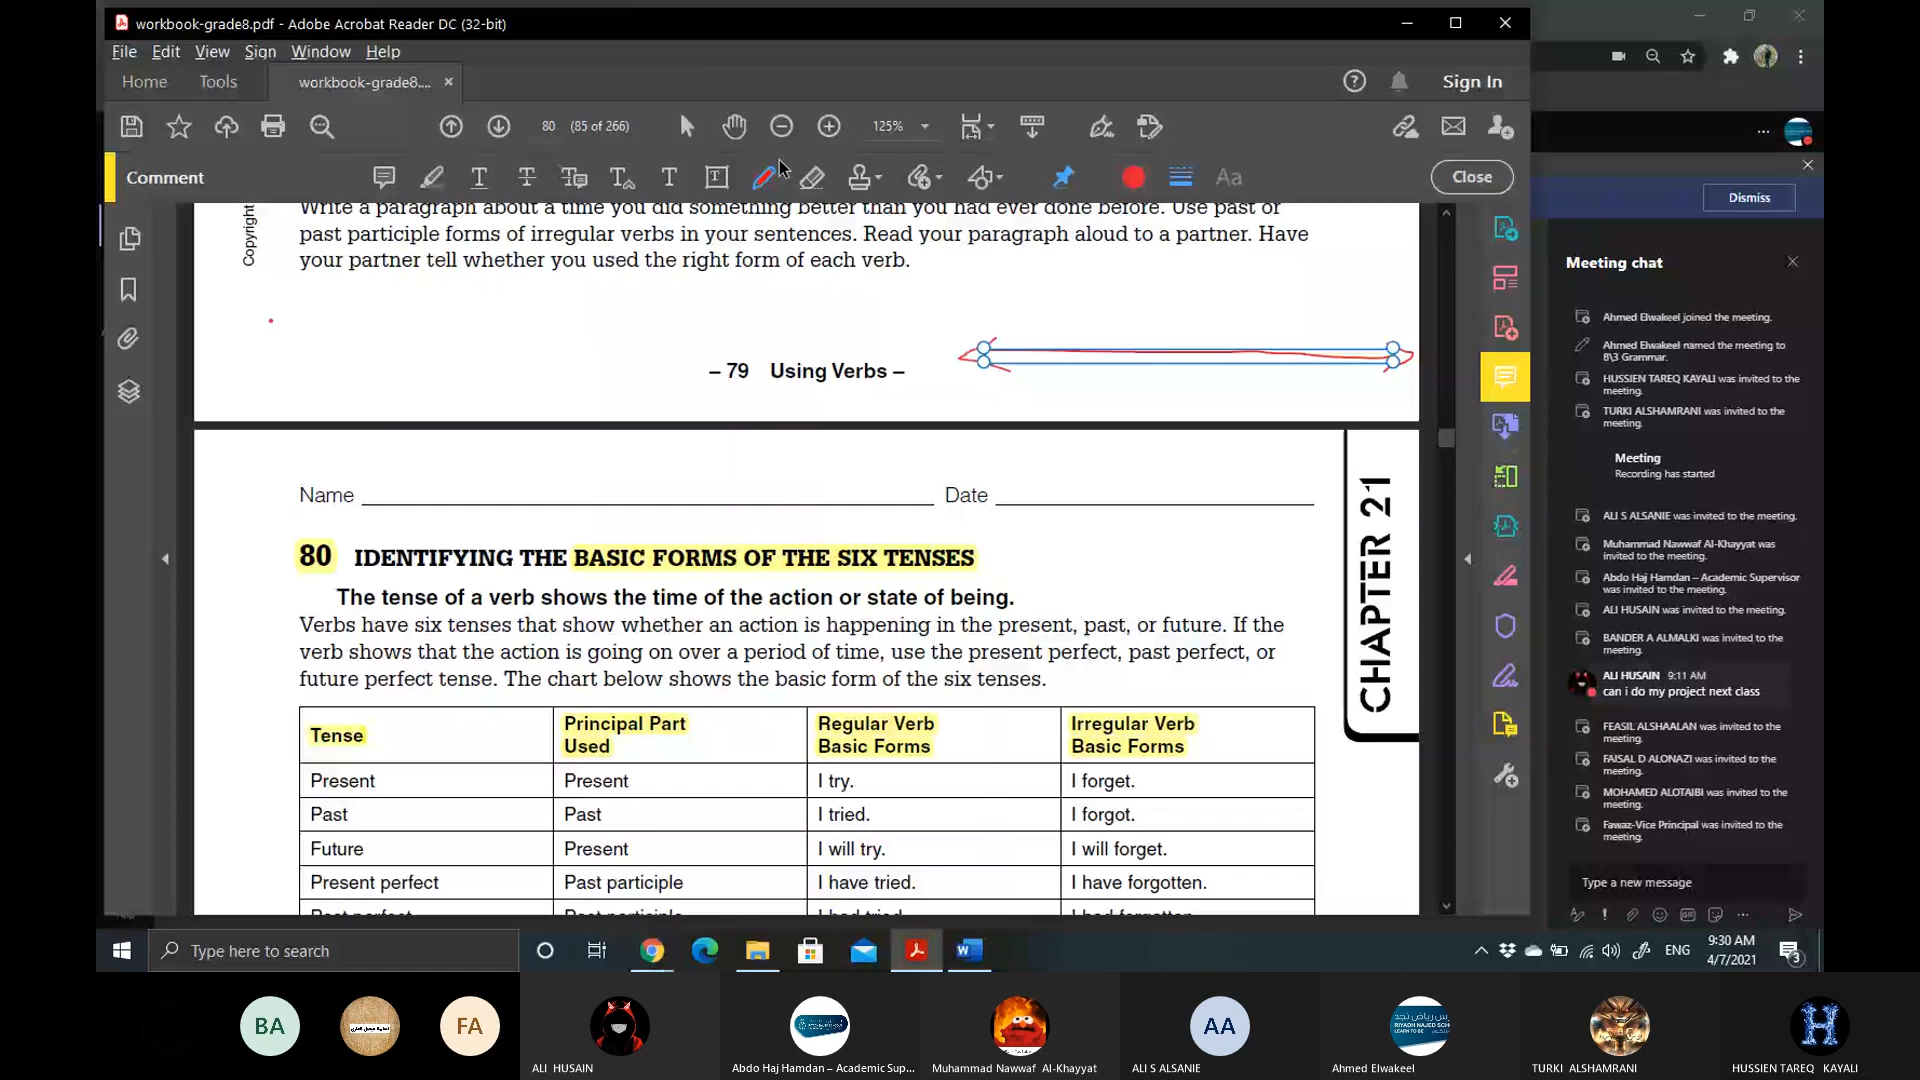 workbook-grade8.pdf - Adobe Acrobat Reader DC (32-bit)
File Edit View Sign Window Help
Home Tools workbook-grade8.... × Sign In
80 (85 of 266) 125%
Comment Close
Copyright
Write a paragraph about a time you did something better than you had ever done before. Use past or
past participle forms of irregular verbs in your sentences. Read your paragraph aloud to a partner. Have
your partner tell whether you used the right form of each verb.
– 79 Using Verbs –
Name Date
CHAPTER 21
80 IDENTIFYING THE BASIC FORMS OF THE SIX TENSES
The tense of a verb shows the time of the action or state of being.
Verbs have six tenses that show whether an action is happening in the present, past, or future. If the
verb shows that the action is going on over a period of time, use the present perfect, past perfect, or
future perfect tense. The chart below shows the basic form of the six tenses.
Tense Principal Part Used Regular Verb Basic Forms Irregular Verb Basic Forms
Present Present I try. I forget.
Past Past I tried. I forgot.
Future Present I will try. I will forget.
Present perfect Past participle I have tried. I have forgotten.
Past perfect Past participle I had tried. I had forgotten.
Dismiss
Meeting chat
Ahmed Elwakeel joined the meeting.
Ahmed Elwakeel named the meeting to
8\3 Grammar.
HUSSIEN TAREQ KAYALI was invited to the
meeting.
TURKI ALSHAMRANI was invited to the
meeting.
Meeting
Recording has started
ALI S ALSANIE was invited to the meeting.
Muhammad Nawwaf Al-Khayyat was
invited to the meeting.
Abdo Haj Hamdan – Academic Supervisor
was invited to the meeting.
ALI HUSAIN was invited to the meeting.
BANDER A ALMALKI was invited to the
meeting.
ALI HUSAIN 9:11 AM
can i do my project next class
FEASIL ALSHAALAN was invited to the
meeting.
FAISAL D ALONAZI was invited to the
meeting.
MOHAMED ALOTAIBI was invited to the
meeting.
Fawaz-Vice Principal was invited to the
meeting.
Type a new message
Type here to search
ENG
9:30 AM
4/7/2021
3
BA FA AA
ALI HUSAIN
Abdo Haj Hamdan – Academic Sup...
Muhammad Nawwaf Al-Khayyat
ALI S ALSANIE
Ahmed Elwakeel
TURKI ALSHAMRANI
HUSSIEN TAREQ KAYALI